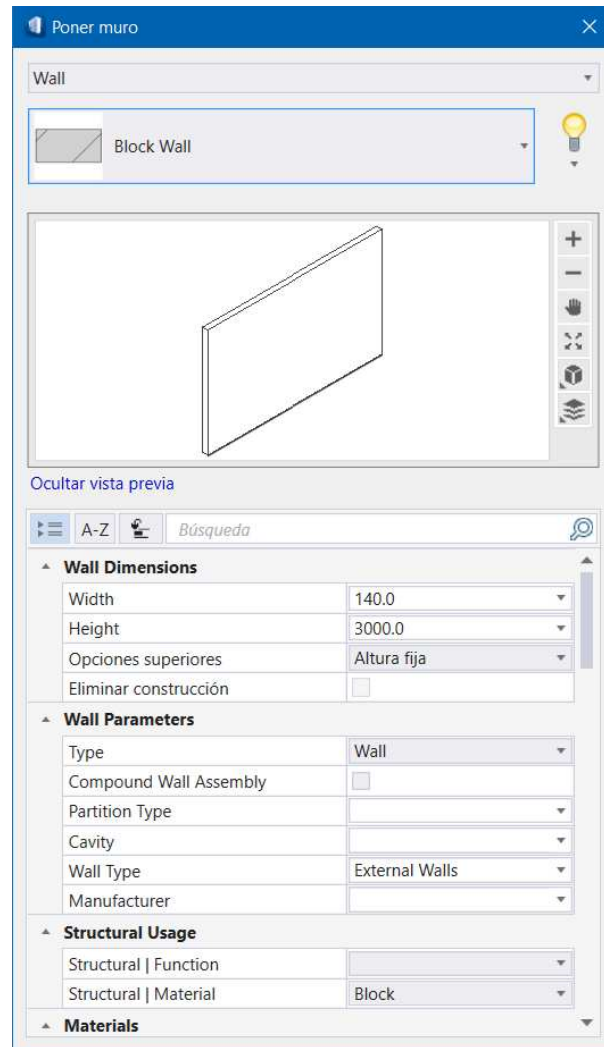 Poner muro
Wall
Block Wall
Ocultar vista previa
A-Z Búsqueda
Wall Dimensions
Width 140.0
Height 3000.0
Opciones superiores Altura fija
Eliminar construcción
Wall Parameters
Type Wall
Compound Wall Assembly
Partition Type
Cavity
Wall Type External Walls
Manufacturer
Structural Usage
Structural | Function
Structural | Material Block
Materials